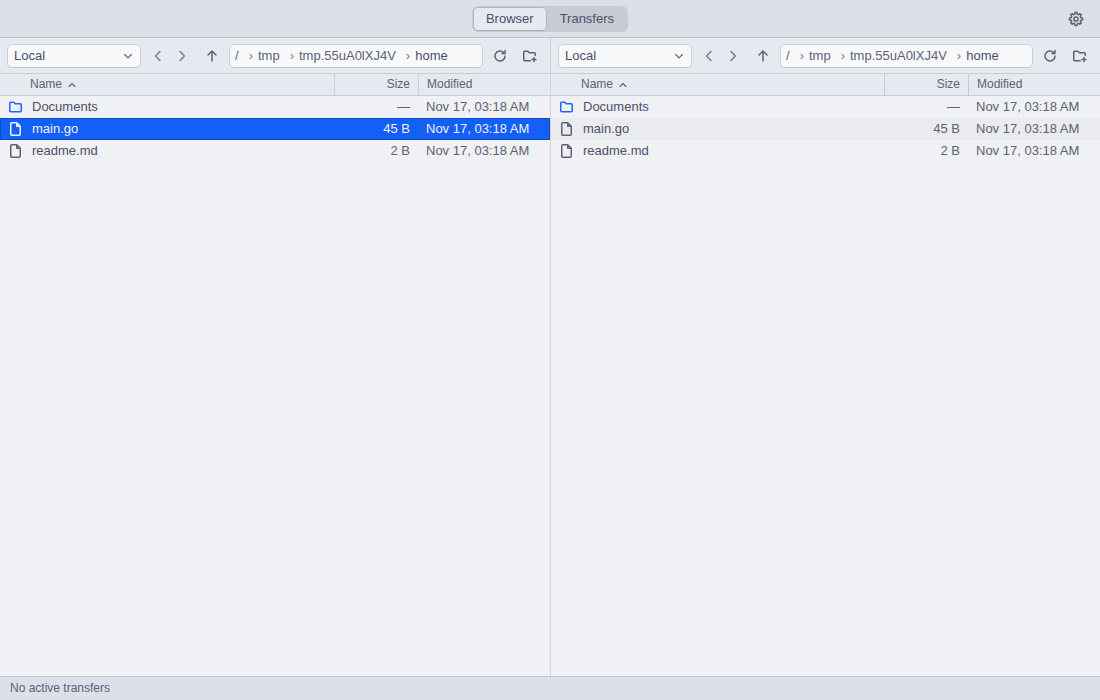 Browser Transfers
Local / › tmp › tmp.55uA0lXJ4V › home
Local / › tmp › tmp.55uA0lXJ4V › home
Name Size Modified
Documents — Nov 17, 03:18 AM
main.go 45 B Nov 17, 03:18 AM
readme.md 2 B Nov 17, 03:18 AM
Name Size Modified
Documents — Nov 17, 03:18 AM
main.go 45 B Nov 17, 03:18 AM
readme.md 2 B Nov 17, 03:18 AM
No active transfers